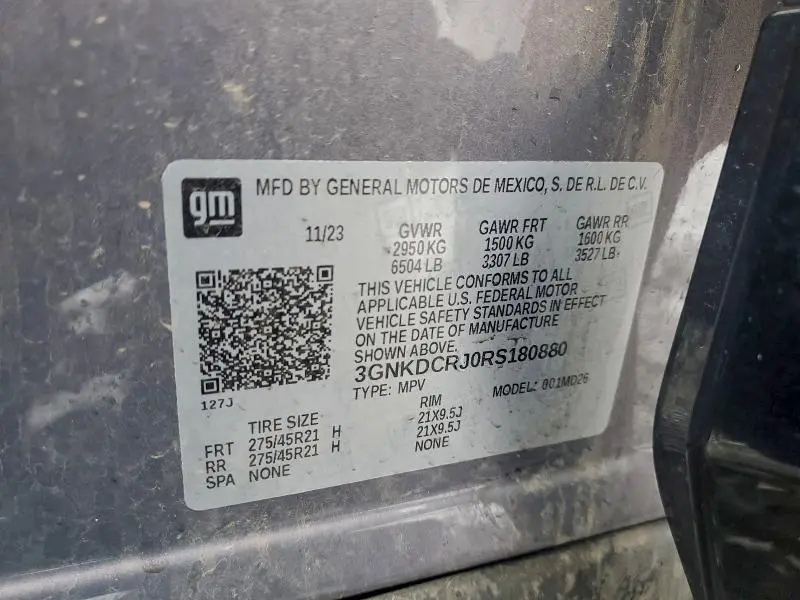 gm MFD BY GENERAL MOTORS DE MEXICO, S. DE R.L. DE C.V.
11/23 GVWR GAWR FRT GAWR RR
2950 KG 1500 KG 1600 KG
6504 LB 3307 LB 3527 LB
THIS VEHICLE CONFORMS TO ALL
APPLICABLE U.S. FEDERAL MOTOR
VEHICLE SAFETY STANDARDS IN EFFECT
ON THE DATE OF MANUFACTURE
SHOWN ABOVE.
3GNKDCRJ0RS180880
TYPE: MPV MODEL: 001MD26
127J
TIRE SIZE RIM
FRT 275/45R21 H 21X9.5J
RR 275/45R21 H 21X9.5J
SPA NONE NONE